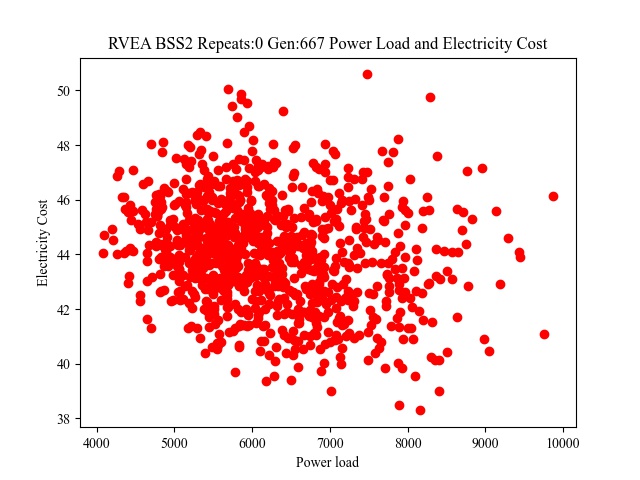 RVEA BSS2 Repeats:0 Gen:667 Power Load and Electricity Cost
50
48
46
44
42
40
38
Electricity Cost
4000 5000 6000 7000 8000 9000 10000
Power load